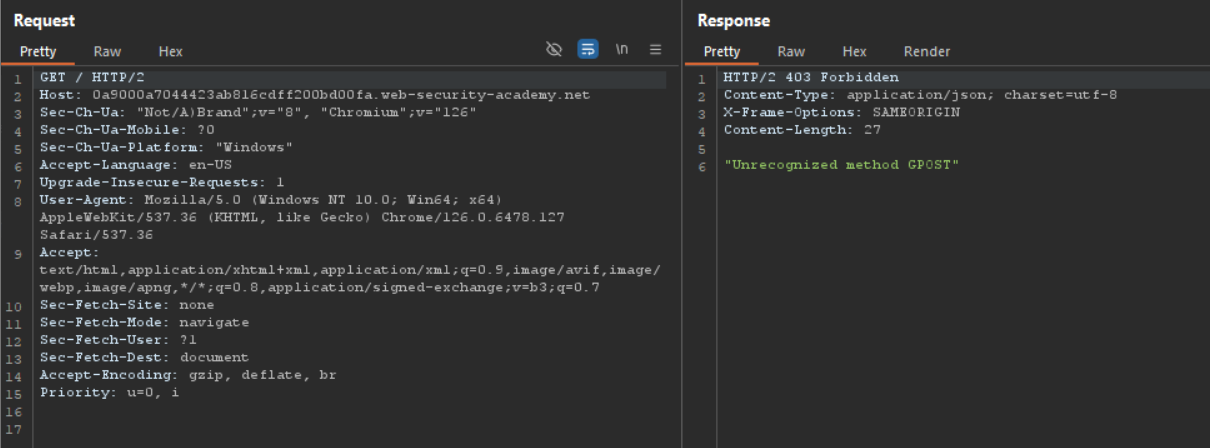 Request
Pretty Raw Hex \n
1 GET / HTTP/2
2 Host: 0a9000a7044423ab816cdff200bd00fa.web-security-academy.net
3 Sec-Ch-Ua: "Not/A)Brand";v="8", "Chromium";v="126"
4 Sec-Ch-Ua-Mobile: ?0
5 Sec-Ch-Ua-Platform: "Windows"
6 Accept-Language: en-US
7 Upgrade-Insecure-Requests: 1
8 User-Agent: Mozilla/5.0 (Windows NT 10.0; Win64; x64)
AppleWebKit/537.36 (KHTML, like Gecko) Chrome/126.0.6478.127
Safari/537.36
9 Accept:
text/html,application/xhtml+xml,application/xml;q=0.9,image/avif,image/
webp,image/apng,*/*;q=0.8,application/signed-exchange;v=b3;q=0.7
10 Sec-Fetch-Site: none
11 Sec-Fetch-Mode: navigate
12 Sec-Fetch-User: ?1
13 Sec-Fetch-Dest: document
14 Accept-Encoding: gzip, deflate, br
15 Priority: u=0, i
16
17
Response
Pretty Raw Hex Render
1 HTTP/2 403 Forbidden
2 Content-Type: application/json; charset=utf-8
3 X-Frame-Options: SAMEORIGIN
4 Content-Length: 27
5
6 "Unrecognized method GPOST"